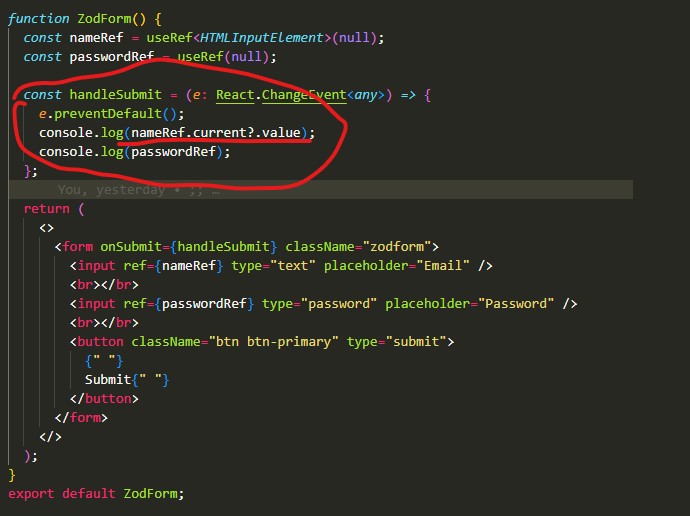 function ZodForm() {
const nameRef = useRef<HTMLInputElement>(null);
const passwordRef = useRef(null);
const handleSubmit = (e: React.ChangeEvent<any>) => {
e.preventDefault();
console.log(nameRef.current?.value);
console.log(passwordRef);
};
You, yesterday • ;; …
return (
<>
<form onSubmit={handleSubmit} className="zodform">
<input ref={nameRef} type="text" placeholder="Email" />
<br></br>
<input ref={passwordRef} type="password" placeholder="Password" />
<br></br>
<button className="btn btn-primary" type="submit">
{" "}
Submit{" "}
</button>
</form>
</>
);
}
export default ZodForm;